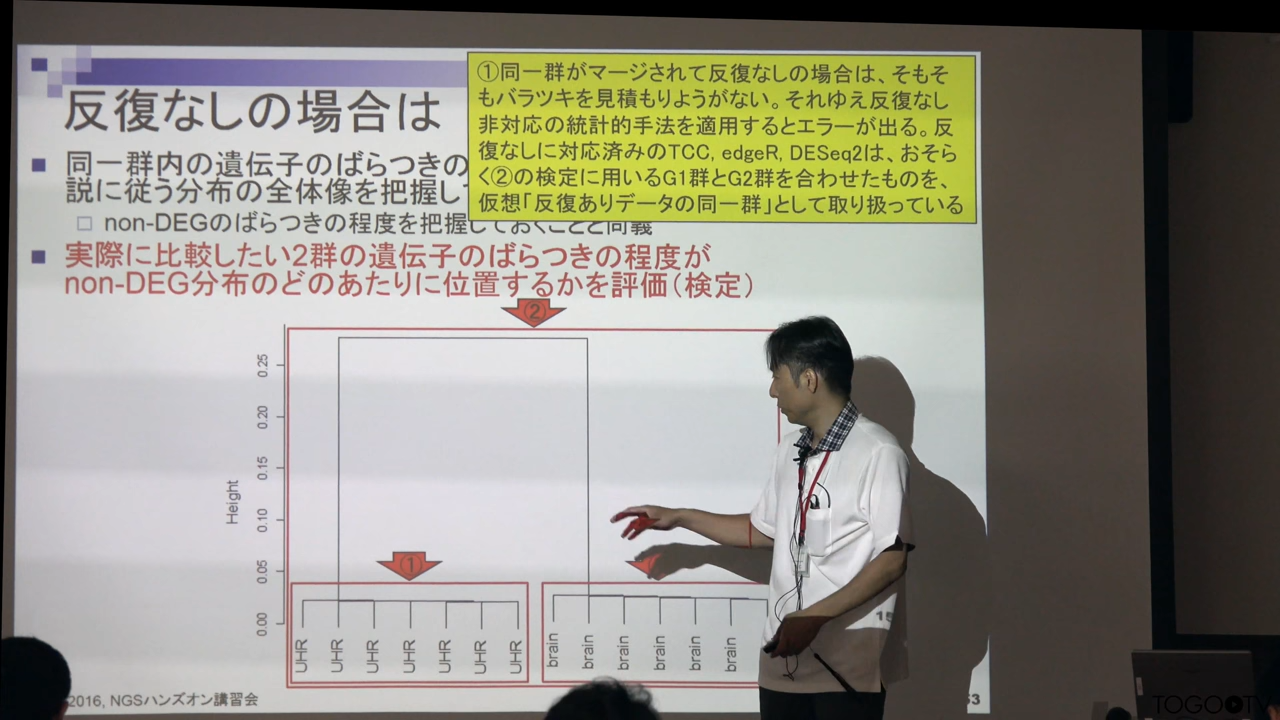 ①同一群がマージされて反復なしの場合は、そもそ
もバラツキを見積もりようがない。それゆえ反復なし
非対応の統計的手法を適用するとエラーが出る。反
復なしに対応済みのTCC, edgeR, DESeq2は、おそら
く②の検定に用いるG1群とG2群を合わせたものを、
仮想「反復ありデータの同一群」として取り扱っている
反復なしの場合は
同一群内の遺伝子のばらつきの
説に従う分布の全体像を把握し
non-DEGのばらつきの程度を把握しておくことと同義
実際に比較したい2群の遺伝子のばらつきの程度が
non-DEG分布のどのあたりに位置するかを評価（検定）
②
Height
0.25
0.20
0.15
0.10
0.05
0.00
①
UHR
UHR
UHR
UHR
UHR
UHR
UHR
brain
brain
brain
brain
brain
brain
2016, NGSハンズオン講習会
53
TOGOTV